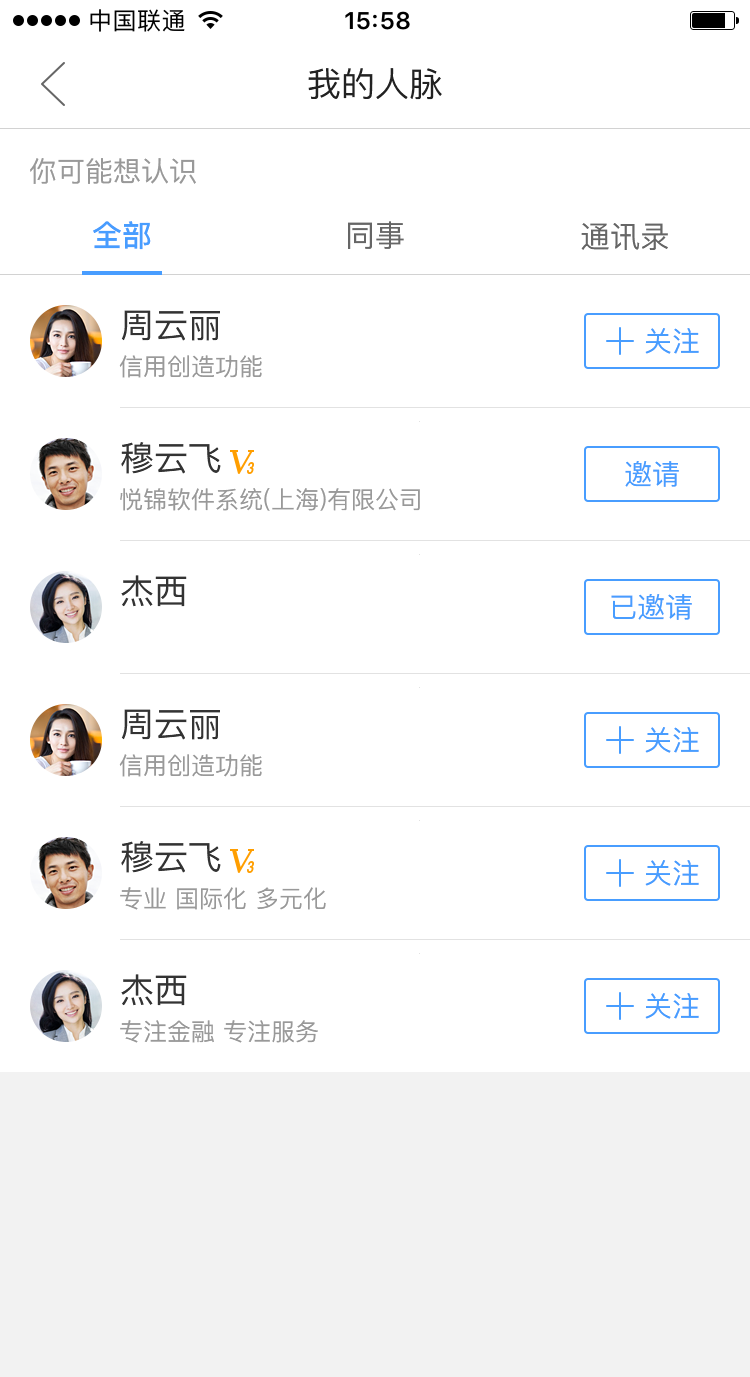 中国联通 15:58
我的人脉
你可能想认识
全部 同事 通讯录
周云丽
信用创造功能
+ 关注
穆云飞 V3
悦锦软件系统(上海)有限公司
邀请
杰西
已邀请
周云丽
信用创造功能
+ 关注
穆云飞 V3
专业 国际化 多元化
+ 关注
杰西
专注金融 专注服务
+ 关注